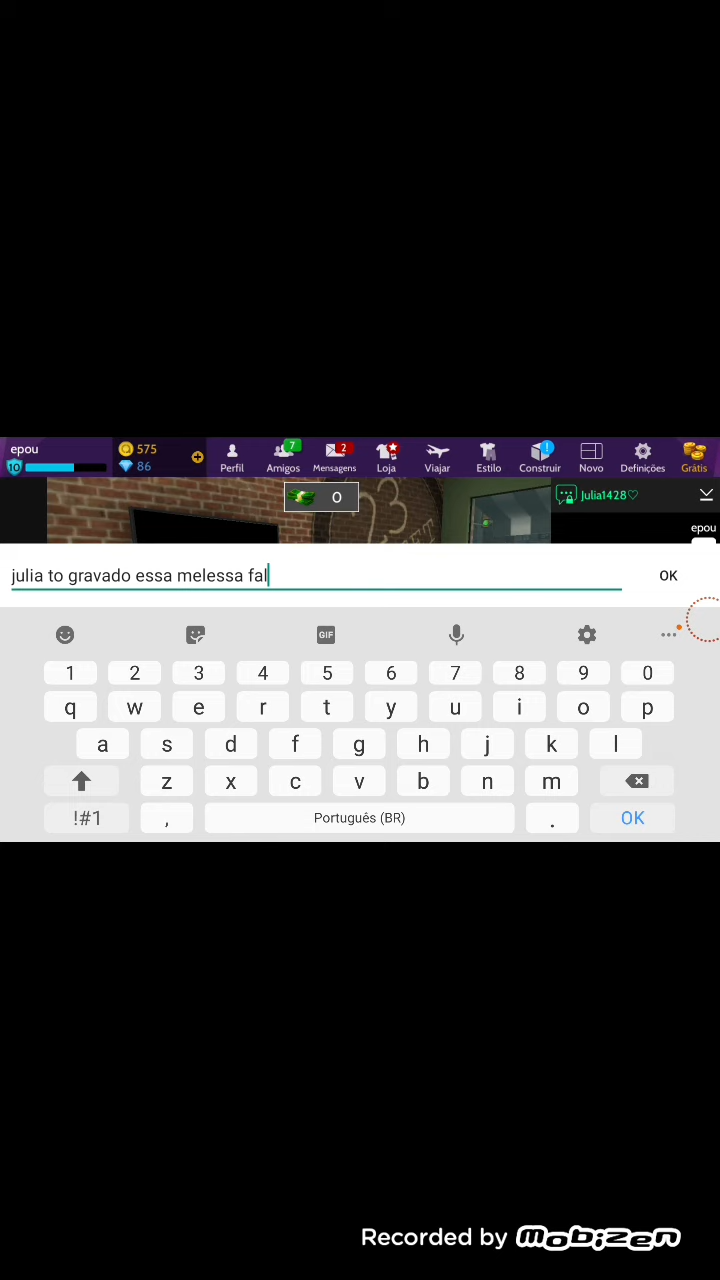 epou
10
575
86
Perfil
7
Amigos
2
Mensagens
Loja
Viajar
Estilo
!
Construir
Novo
Definições
Grátis
0
23
Julia1428♡
epou
julia to gravado essa melessa fal
OK
GIF
1 2 3 4 5 6 7 8 9 0
q w e r t y u i o p
a s d f g h j k l
z x c v b n m
!#1 , Português (BR) . OK
Recorded by mobizen